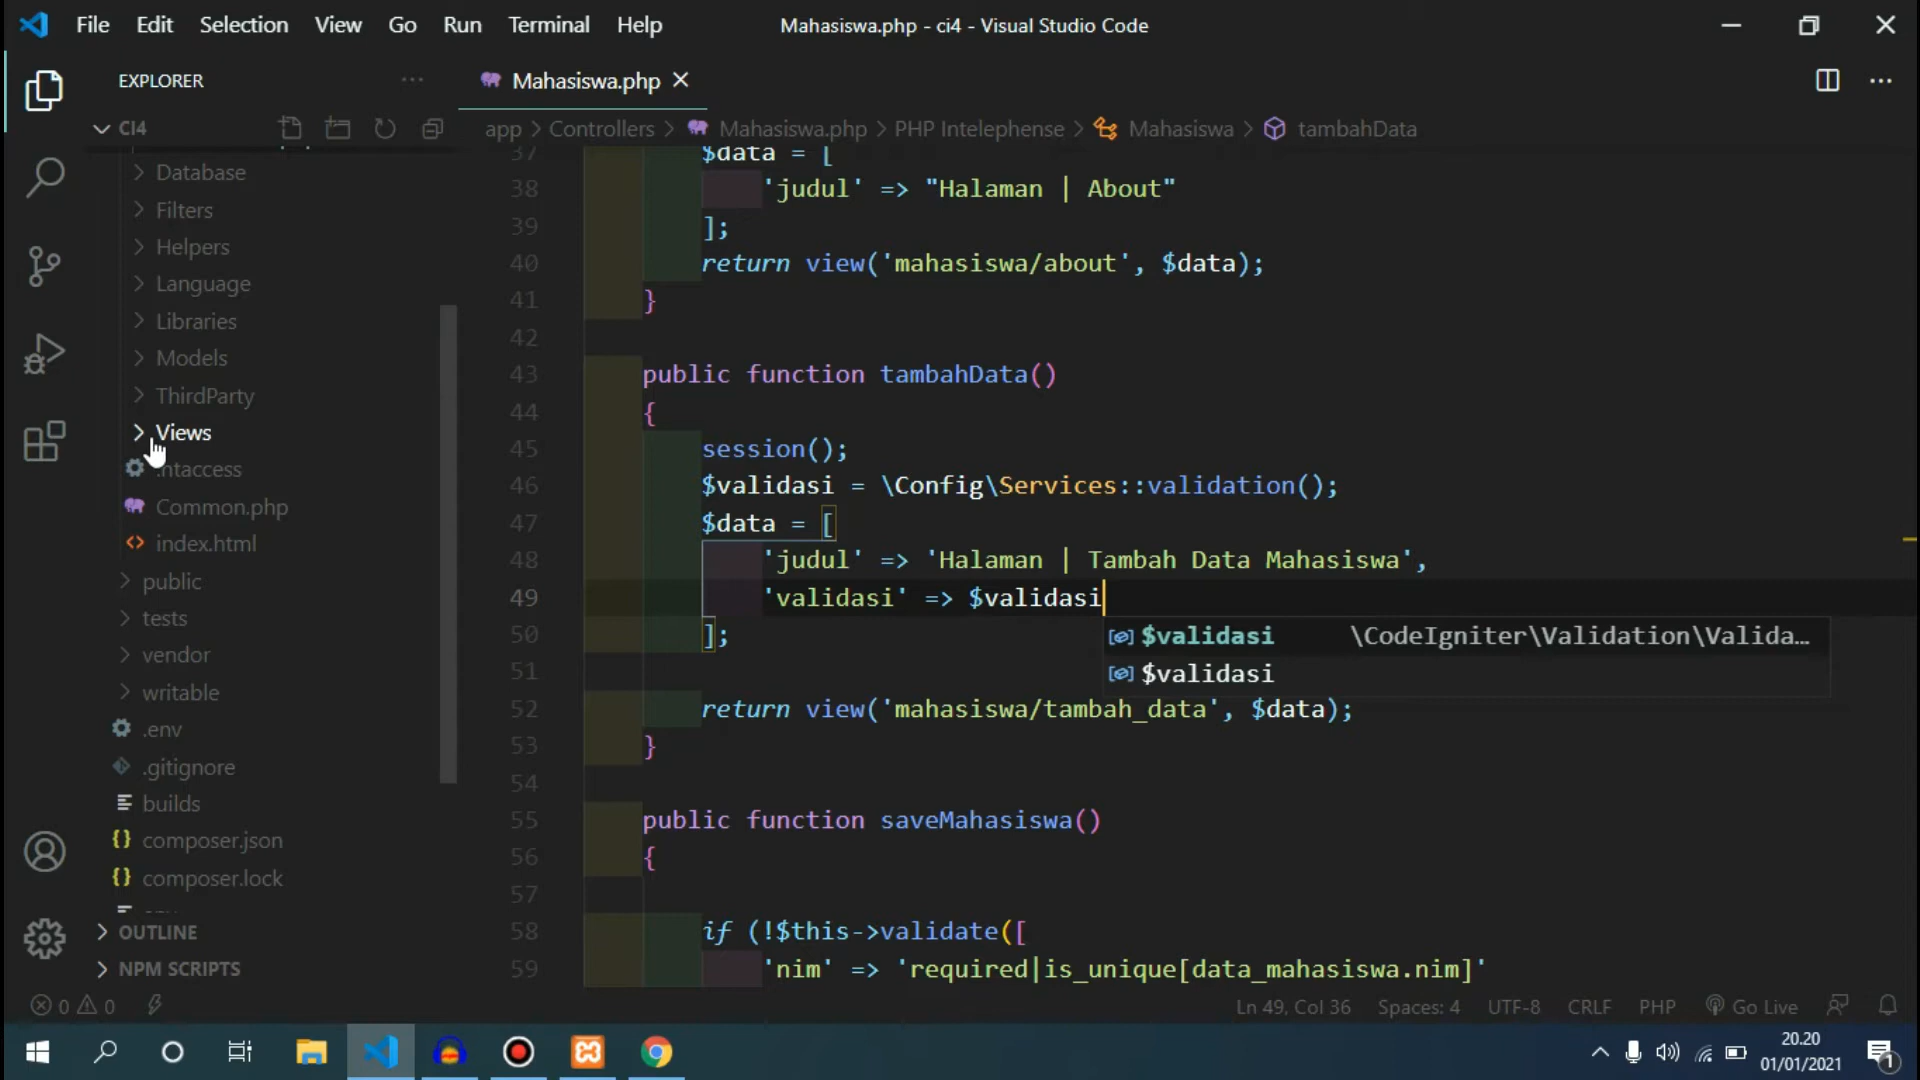 File Edit Selection View Go Run Terminal Help
Mahasiswa.php - ci4 - Visual Studio Code
EXPLORER
Mahasiswa.php
CI4
app > Controllers > Mahasiswa.php > PHP Intelephense > Mahasiswa > tambahData
Database
Filters
Helpers
Language
Libraries
Models
ThirdParty
Views
.htaccess
Common.php
index.html
public
tests
vendor
writable
.env
.gitignore
builds
composer.json
composer.lock
OUTLINE
NPM SCRIPTS
37 $data = [
38 'judul' => "Halaman | About"
39 ];
40 return view('mahasiswa/about', $data);
41 }
42
43 public function tambahData()
44 {
45 session();
46 $validasi = \Config\Services::validation();
47 $data = [
48 'judul' => 'Halaman | Tambah Data Mahasiswa',
49 'validasi' => $validasi
50 ];
$validasi \CodeIgniter\Validation\Valida...
$validasi
51
52 return view('mahasiswa/tambah_data', $data);
53 }
54
55 public function saveMahasiswa()
56 {
57
58 if (!$this->validate([
59 'nim' => 'required|is_unique[data_mahasiswa.nim]'
0 0
Ln 49, Col 36 Spaces: 4 UTF-8 CRLF PHP Go Live
20.20
01/01/2021
1